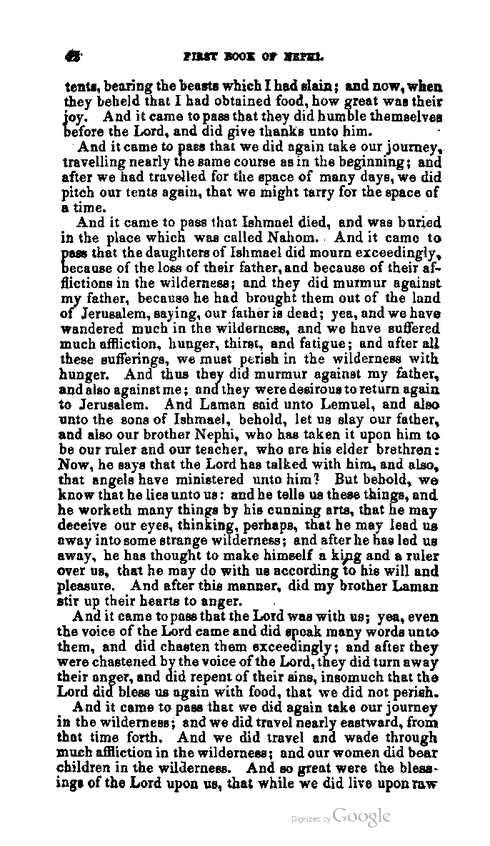 FIRST BOOK OF NEPHI.
tents, bearing the beasts which I had slain; and now, when
they beheld that I had obtained food, how great was their
joy. And it came to pass that they did humble themselves
before the Lord, and did give thanks unto him.
And it came to pass that we did again take our journey,
travelling nearly the same course as in the beginning; and
after we had travelled for the space of many days, we did
pitch our tents again, that we might tarry for the space of
a time.
And it came to pass that Ishmael died, and was buried
in the place which was called Nahom. And it came to
pass that the daughters of Ishmael did mourn exceedingly,
because of the loss of their father, and because of their af-
flictions in the wilderness; and they did murmur against
my father, because he had brought them out of the land
of Jerusalem, saying, our father is dead; yea, and we have
wandered much in the wilderness, and we have suffered
much affliction, hunger, thirst, and fatigue; and after all
these sufferings, we must perish in the wilderness with
hunger. And thus they did murmur against my father,
and also against me; and they were desirous to return again
to Jerusalem. And Laman said unto Lemuel, and also
unto the sons of Ishmael, behold, let us slay our father,
and also our brother Nephi, who has taken it upon him to
be our ruler and our teacher, who are his elder brethren:
Now, he says that the Lord has talked with him, and also,
that angels have ministered unto him? But behold, we
know that he lies unto us: and he tells us these things, and
he worketh many things by his cunning arts, that he may
deceive our eyes, thinking, perhaps, that he may lead us
away into some strange wilderness; and after he has led us
away, he has thought to make himself a king and a ruler
over us, that he may do with us according to his will and
pleasure. And after this manner, did my brother Laman
stir up their hearts to anger.
And it came to pass that the Lord was with us; yea, even
the voice of the Lord came and did speak many words unto
them, and did chasten them exceedingly; and after they
were chastened by the voice of the Lord, they did turn away
their anger, and did repent of their sins, insomuch that the
Lord did bless us again with food, that we did not perish.
And it came to pass that we did again take our journey
in the wilderness; and we did travel nearly eastward, from
that time forth. And we did travel and wade through
much affliction in the wilderness; and our women did bear
children in the wilderness. And so great were the bless-
ings of the Lord upon us, that while we did live upon raw
Digitized by Google